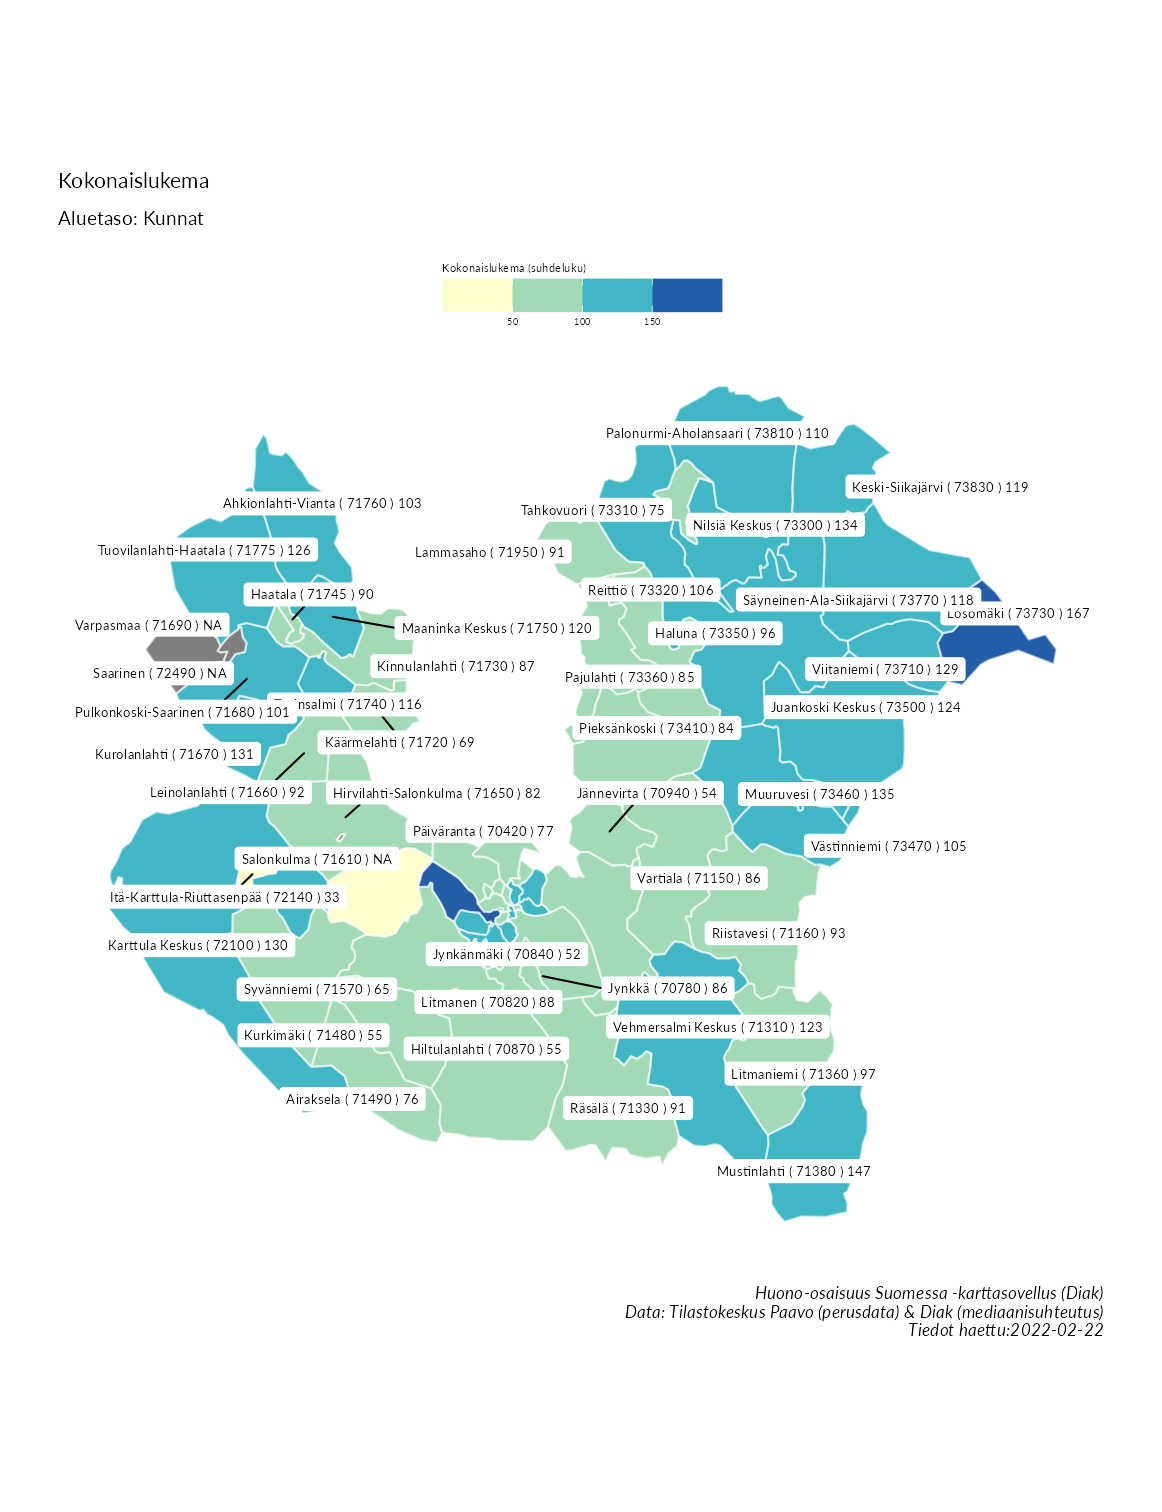 Kokonaislukema
Aluetaso: Kunnat
Kokonaislukema (suhdeluku)
50 100 150
Palonurmi-Aholansaari ( 73810 ) 110
Keski-Siikajärvi ( 73830 ) 119
Ahkionlahti-Vianta ( 71760 ) 103
Tahkovuori ( 73310 ) 75
Nilsiä Keskus ( 73300 ) 134
Tuovilanlahti-Haatala ( 71775 ) 126
Lammasaho ( 71950 ) 91
Reittiö ( 73320 ) 106
Haatala ( 71745 ) 90
Säyneinen-Ala-Siikajärvi ( 73770 ) 118
Losomäki ( 73730 ) 167
Varpasmaa ( 71690 ) NA
Maaninka Keskus ( 71750 ) 120
Haluna ( 73350 ) 96
Kinnulanlahti ( 71730 ) 87
Viitaniemi ( 73710 ) 129
Saarinen ( 72490 ) NA
Pajulahti ( 73360 ) 85
( 71740 ) 116
Juankoski Keskus ( 73500 ) 124
Pulkonkoski-Saarinen ( 71680 ) 101
Pieksänkoski ( 73410 ) 84
Käärmelahti ( 71720 ) 69
Kurolanlahti ( 71670 ) 131
Leinolanlahti ( 71660 ) 92
Hirvilahti-Salonkulma ( 71650 ) 82
Jännevirta ( 70940 ) 54
Muuruvesi ( 73460 ) 135
Päiväranta ( 70420 ) 77
Västinniemi ( 73470 ) 105
Salonkulma ( 71610 ) NA
Vartiala ( 71150 ) 86
Itä-Karttula-Riuttasenpää ( 72140 ) 33
Riistavesi ( 71160 ) 93
Karttula Keskus ( 72100 ) 130
Jynkänmäki ( 70840 ) 52
Syvänniemi ( 71570 ) 65
Jynkkä ( 70780 ) 86
Litmanen ( 70820 ) 88
Vehmersalmi Keskus ( 71310 ) 123
Kurkimäki ( 71480 ) 55
Hiltulanlahti ( 70870 ) 55
Litmaniemi ( 71360 ) 97
Airaksela ( 71490 ) 76
Räsälä ( 71330 ) 91
Mustinlahti ( 71380 ) 147
Huono-osaisuus Suomessa -karttasovellus (Diak)
Data: Tilastokeskus Paavo (perusdata) & Diak (mediaanisuhteutus)
Tiedot haettu:2022-02-22